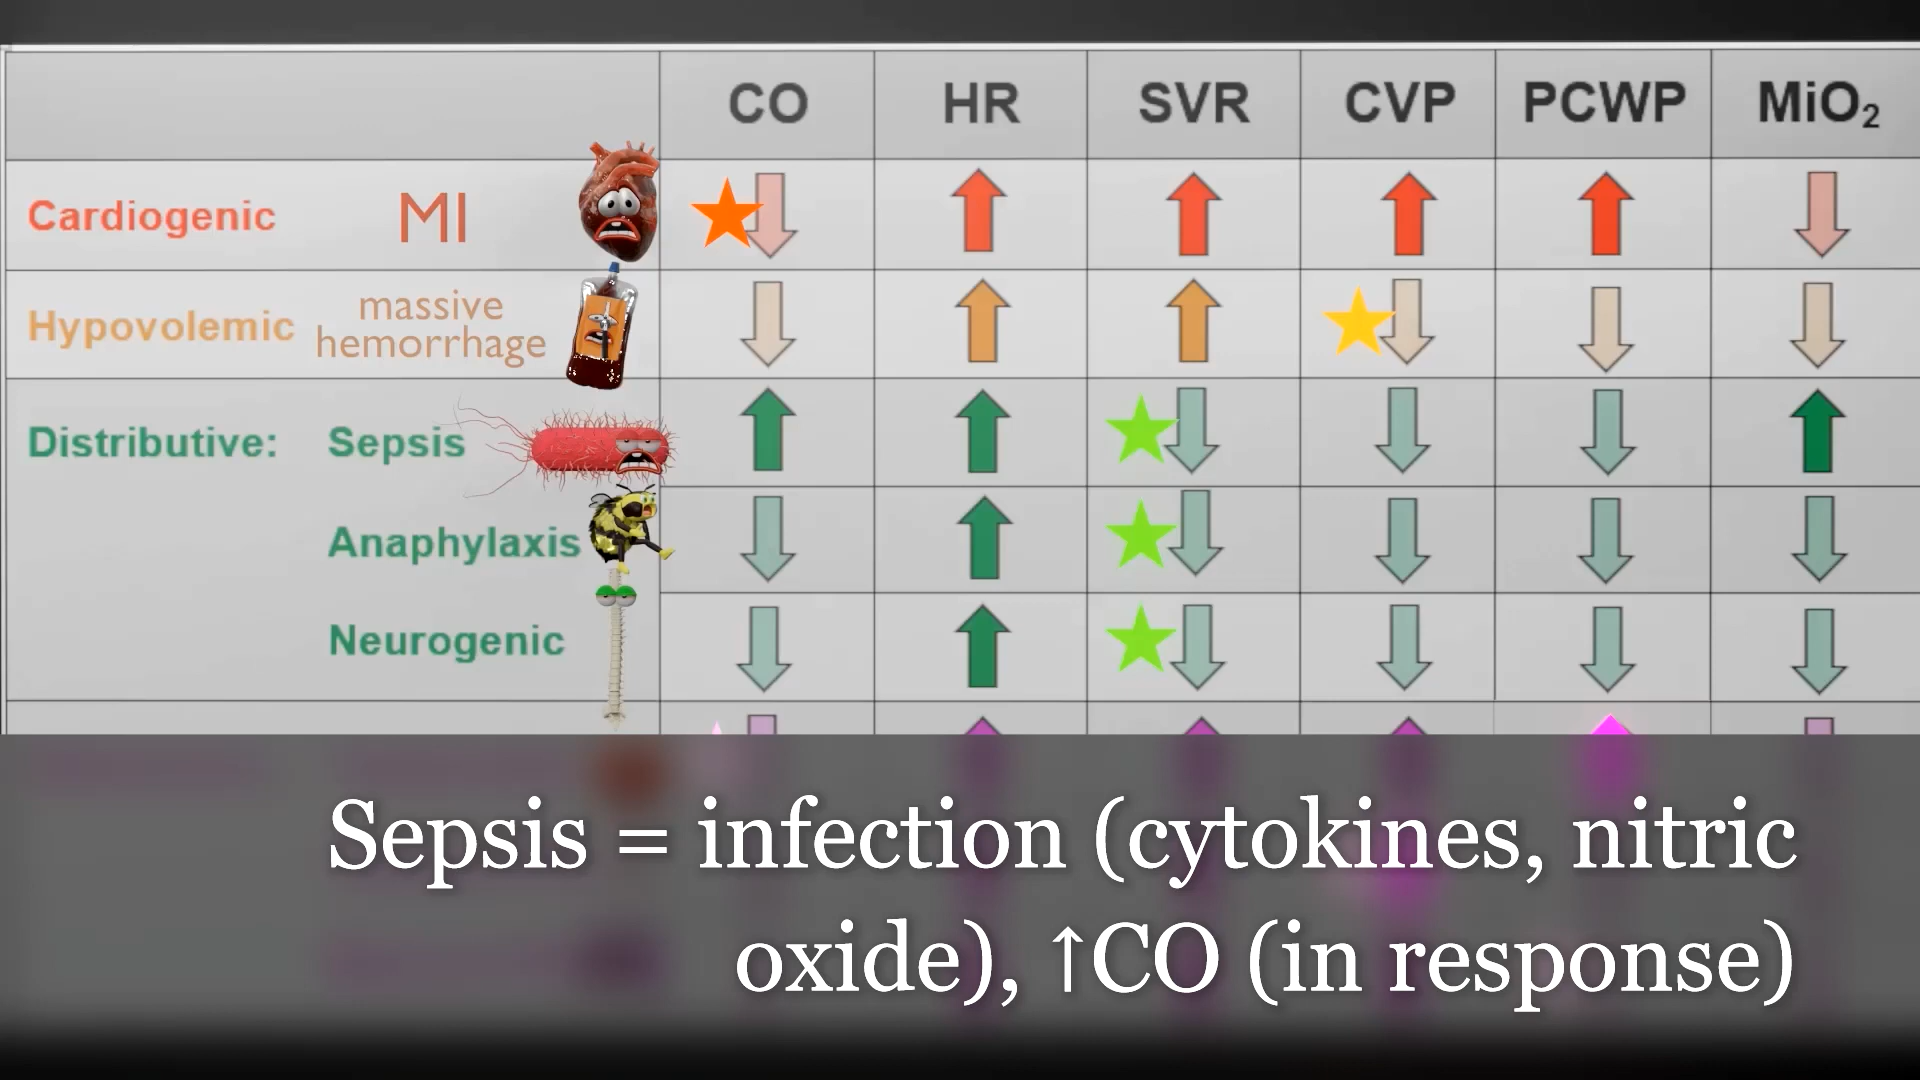 CO HR SVR CVP PCWP MiO₂
Cardiogenic MI
Hypovolemic massive hemorrhage
Distributive: Sepsis
Anaphylaxis
Neurogenic
Sepsis = infection (cytokines, nitric
oxide), ↑CO (in response)